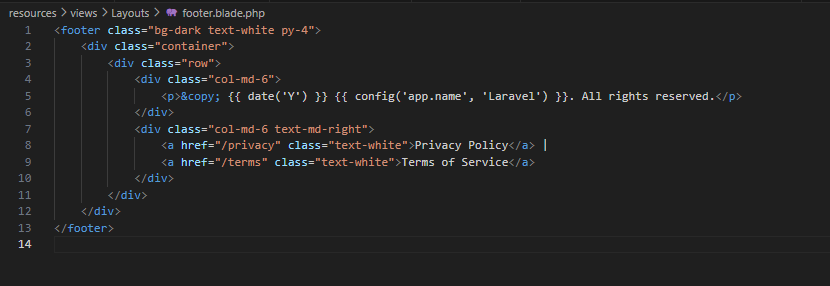 resources > views > Layouts > footer.blade.php
1 <footer class="bg-dark text-white py-4">
2     <div class="container">
3         <div class="row">
4             <div class="col-md-6">
5                 <p>&copy; {{ date('Y') }} {{ config('app.name', 'Laravel') }}. All rights reserved.</p>
6             </div>
7             <div class="col-md-6 text-md-right">
8                 <a href="/privacy" class="text-white">Privacy Policy</a> |
9                 <a href="/terms" class="text-white">Terms of Service</a>
10             </div>
11         </div>
12     </div>
13 </footer>
14